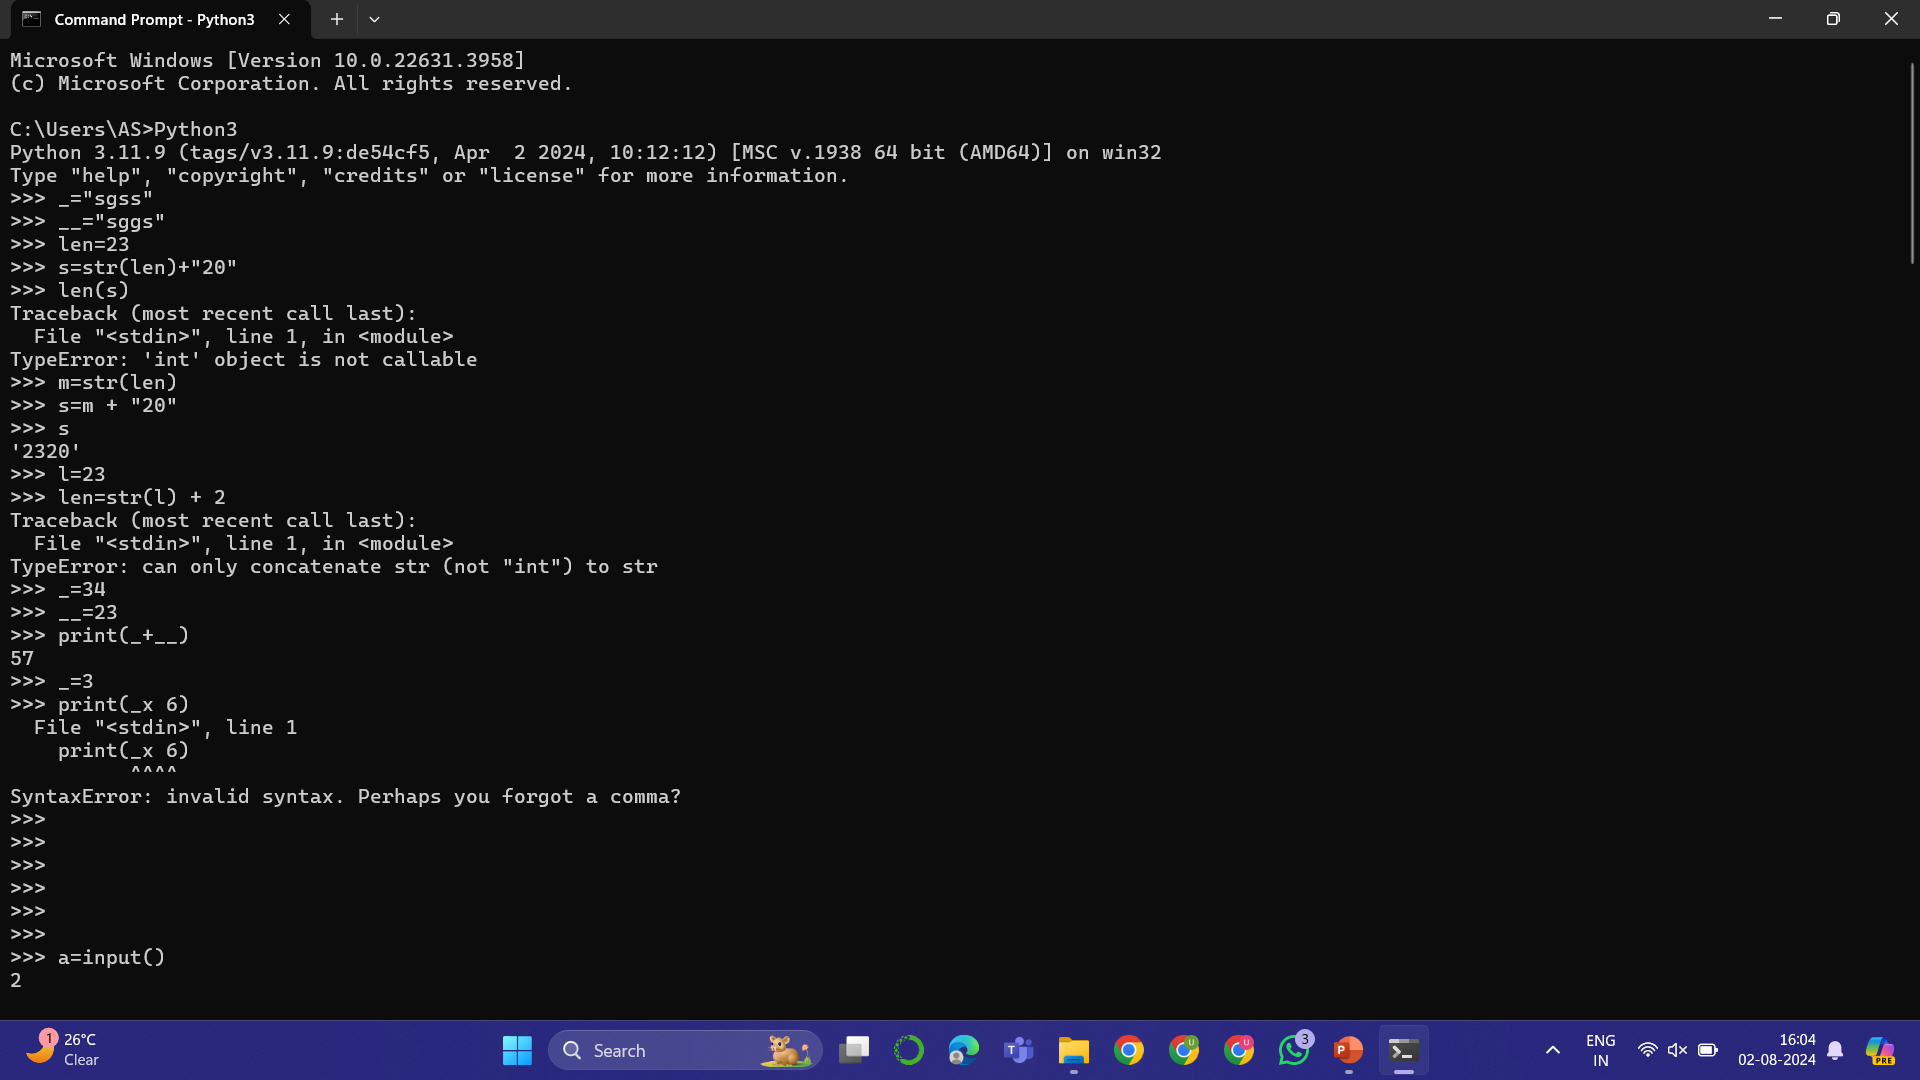 Command Prompt - Python3
Microsoft Windows [Version 10.0.22631.3958]
(c) Microsoft Corporation. All rights reserved.
C:\Users\AS>Python3
Python 3.11.9 (tags/v3.11.9:de54cf5, Apr  2 2024, 10:12:12) [MSC v.1938 64 bit (AMD64)] on win32
Type "help", "copyright", "credits" or "license" for more information.
>>> _="sgss"
>>> __="sggs"
>>> len=23
>>> s=str(len)+"20"
>>> len(s)
Traceback (most recent call last):
  File "<stdin>", line 1, in <module>
TypeError: 'int' object is not callable
>>> m=str(len)
>>> s=m + "20"
>>> s
'2320'
>>> l=23
>>> len=str(l) + 2
Traceback (most recent call last):
  File "<stdin>", line 1, in <module>
TypeError: can only concatenate str (not "int") to str
>>> _=34
>>> __=23
>>> print(_+__)
57
>>> _=3
>>> print(_x 6)
  File "<stdin>", line 1
    print(_x 6)
          ^^^^
SyntaxError: invalid syntax. Perhaps you forgot a comma?
>>>
>>>
>>>
>>>
>>>
>>>
>>> a=input()
2
1
26°C
Clear
Search
T
U
U
3
P
ENG
IN
16:04
02-08-2024
PRE